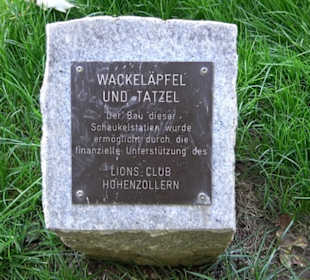 WACKELÄPFEL
UND TATZEL
Der Bau dieser
Schaukelstation wurde
ermöglicht durch die
finanzielle Unterstützung des
LIONS CLUB
HOHENZOLLERN